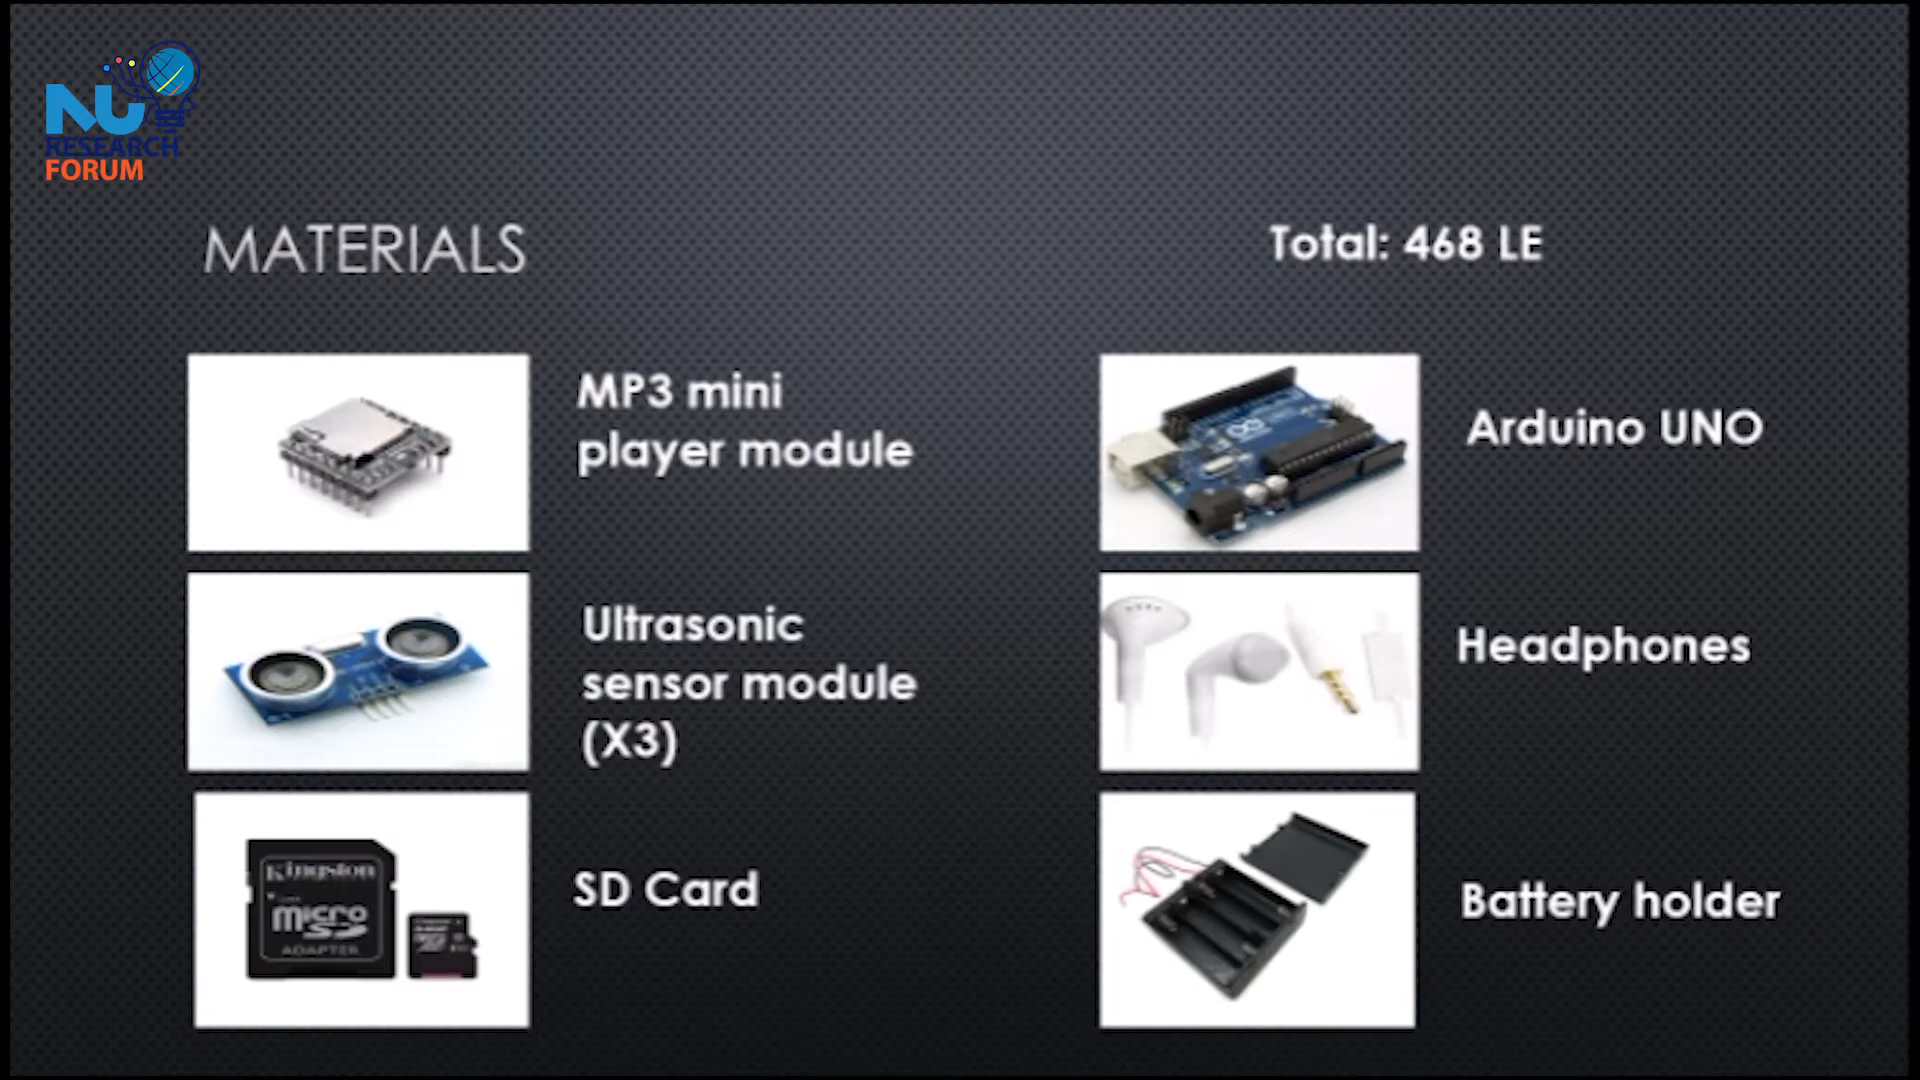 NU
RESEARCH
FORUM
MATERIALS
Total: 468 LE
MP3 mini
player module
Arduino UNO
Ultrasonic
sensor module
(X3)
Headphones
Kingston
micro
SD
ADAPTER
SD Card
Battery holder